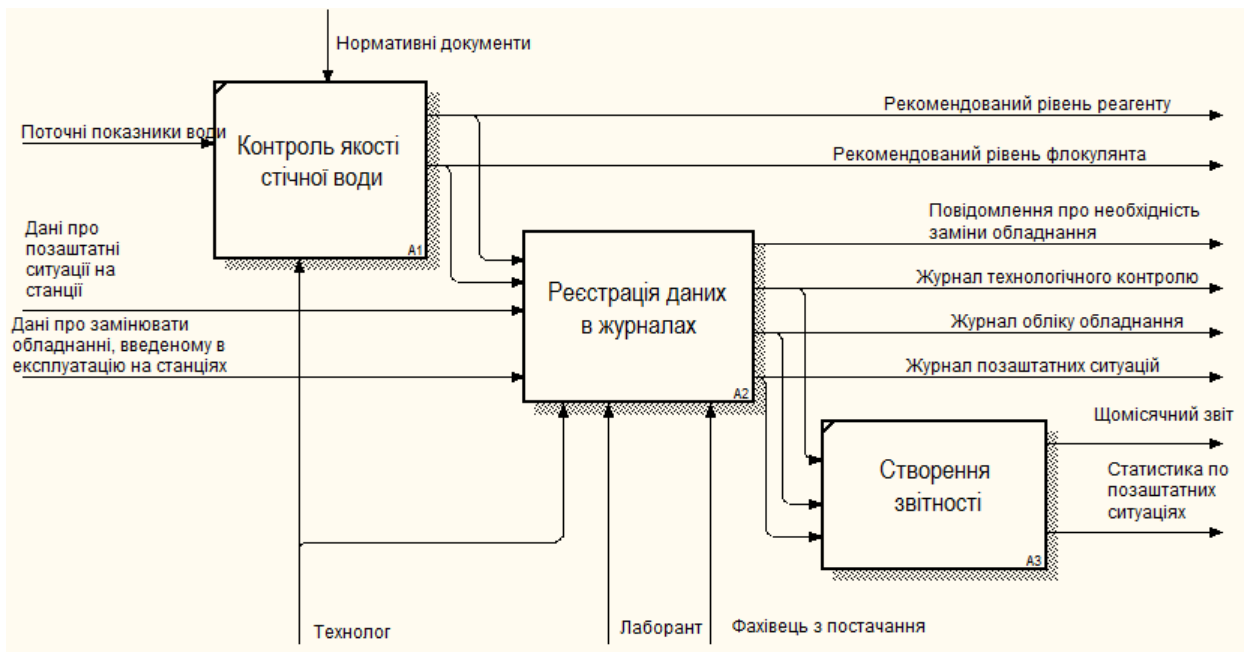 Нормативні документи
Рекомендований рівень реагенту
Поточні показники води
Контроль якості
стічної води
A1
Рекомендований рівень флокулянта
Дані про
позаштатні
ситуації на
станції
Повідомлення про необхідність
заміни обладнання
Реєстрація даних
в журналах
A2
Журнал технологічного контролю
Дані про замінювати
обладнанні, введеному в
експлуатацію на станціях
Журнал обліку обладнання
Журнал позаштатних ситуацій
Щомісячний звіт
Створення
звітності
A3
Статистика по
позаштатних
ситуаціях
Технолог
Лаборант
Фахівець з постачання